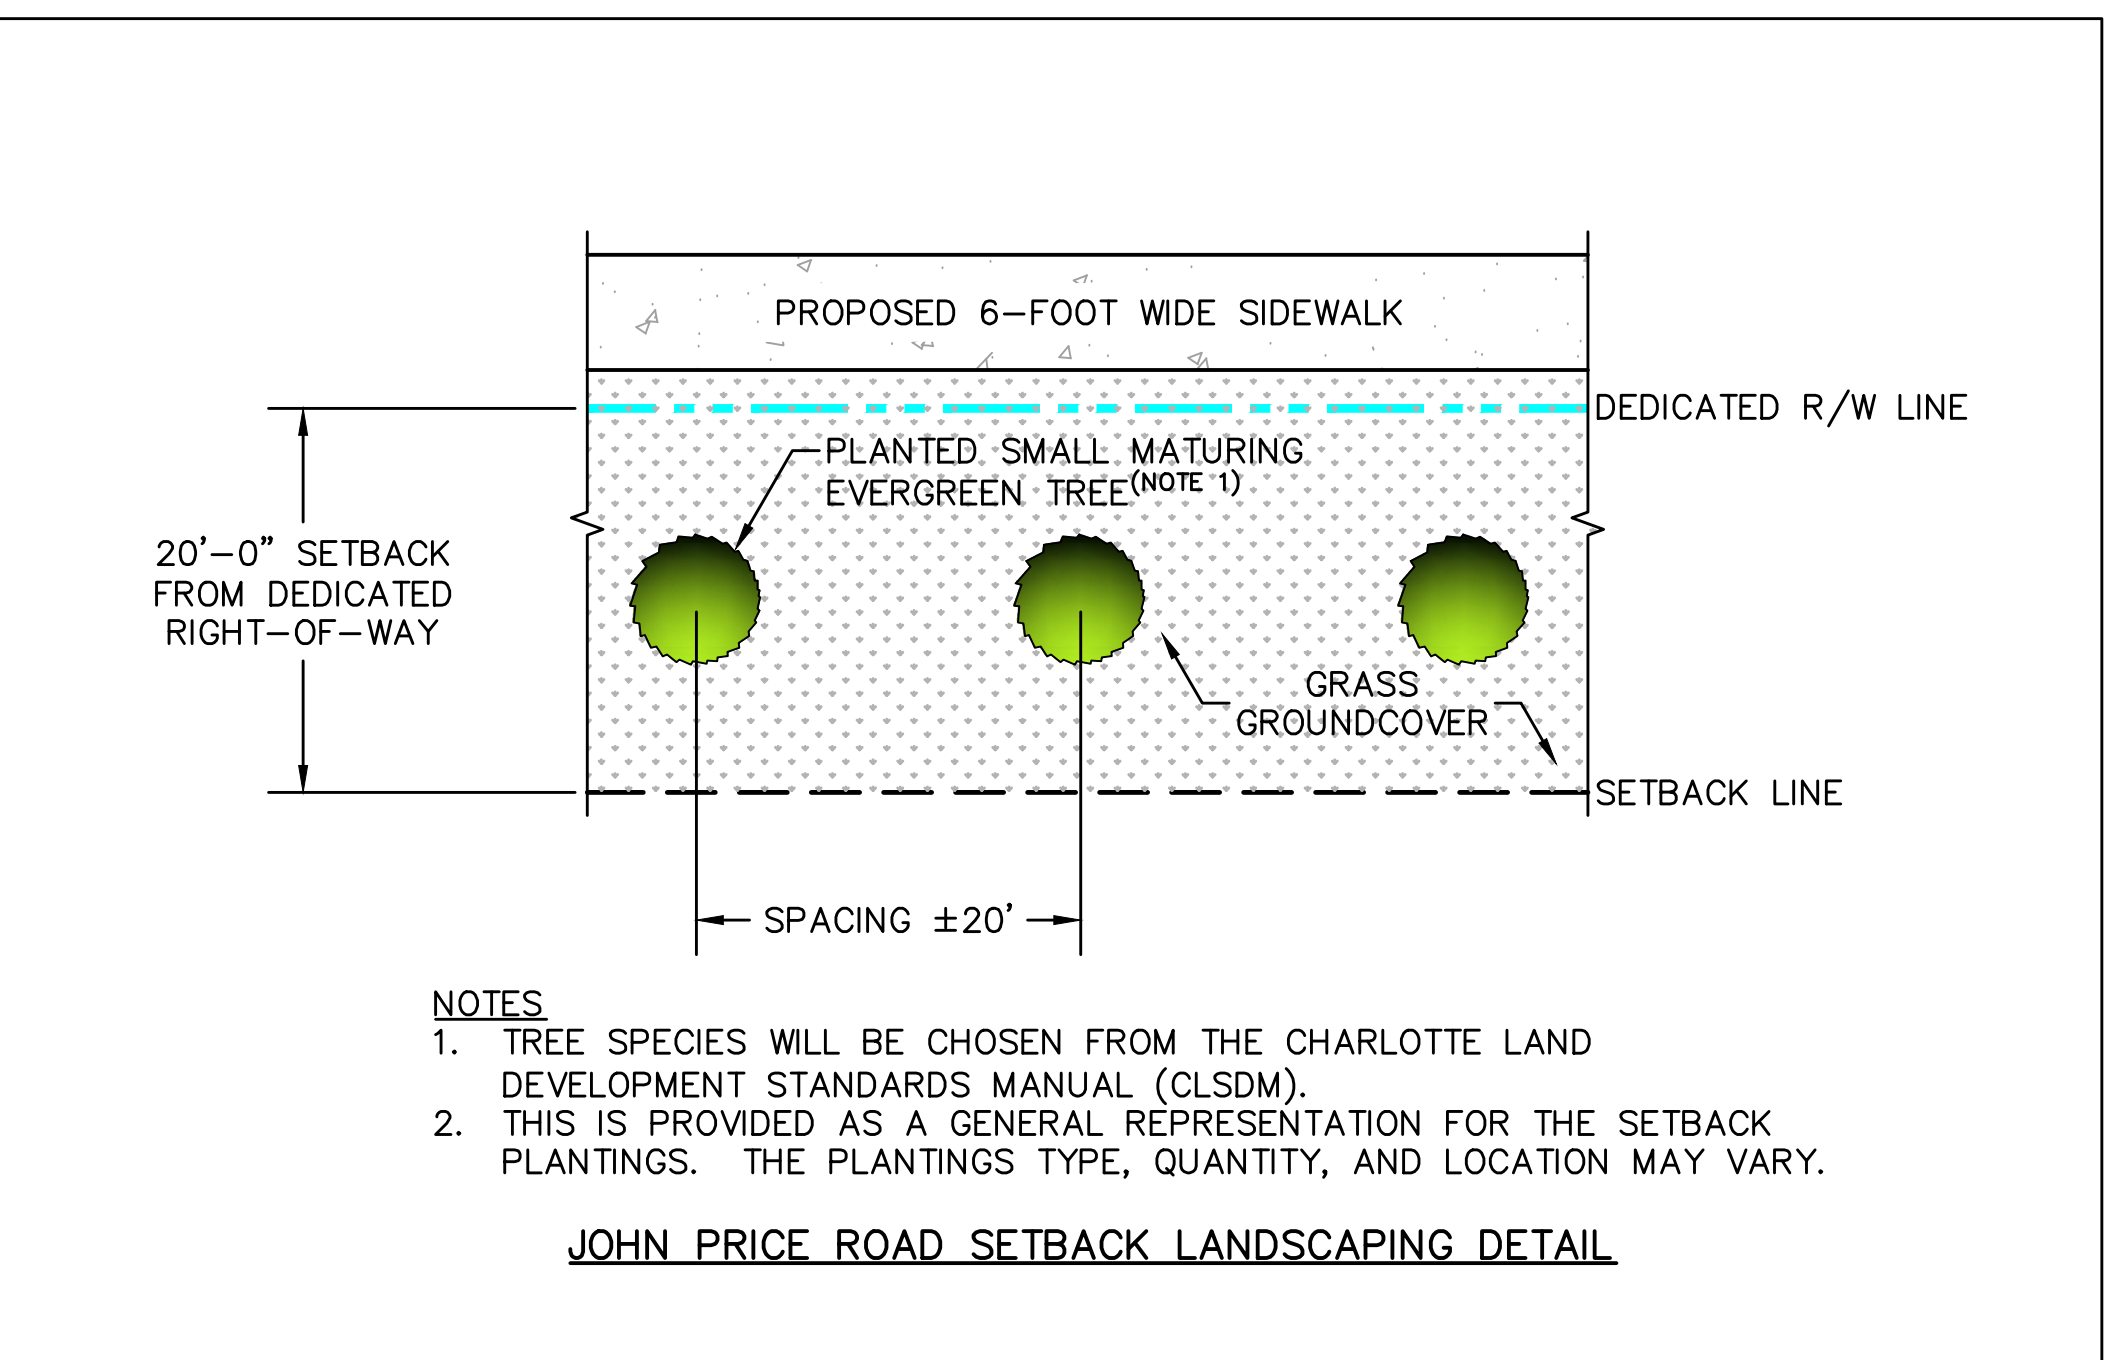 PROPOSED 6-FOOT WIDE SIDEWALK
DEDICATED R/W LINE
PLANTED SMALL MATURING
EVERGREEN TREE(NOTE 1)
20'-0" SETBACK
FROM DEDICATED
RIGHT-OF-WAY
GRASS
GROUNDCOVER
SETBACK LINE
SPACING ±20'
NOTES
1. TREE SPECIES WILL BE CHOSEN FROM THE CHARLOTTE LAND
DEVELOPMENT STANDARDS MANUAL (CLSDM).
2. THIS IS PROVIDED AS A GENERAL REPRESENTATION FOR THE SETBACK
PLANTINGS. THE PLANTINGS TYPE, QUANTITY, AND LOCATION MAY VARY.
JOHN PRICE ROAD SETBACK LANDSCAPING DETAIL